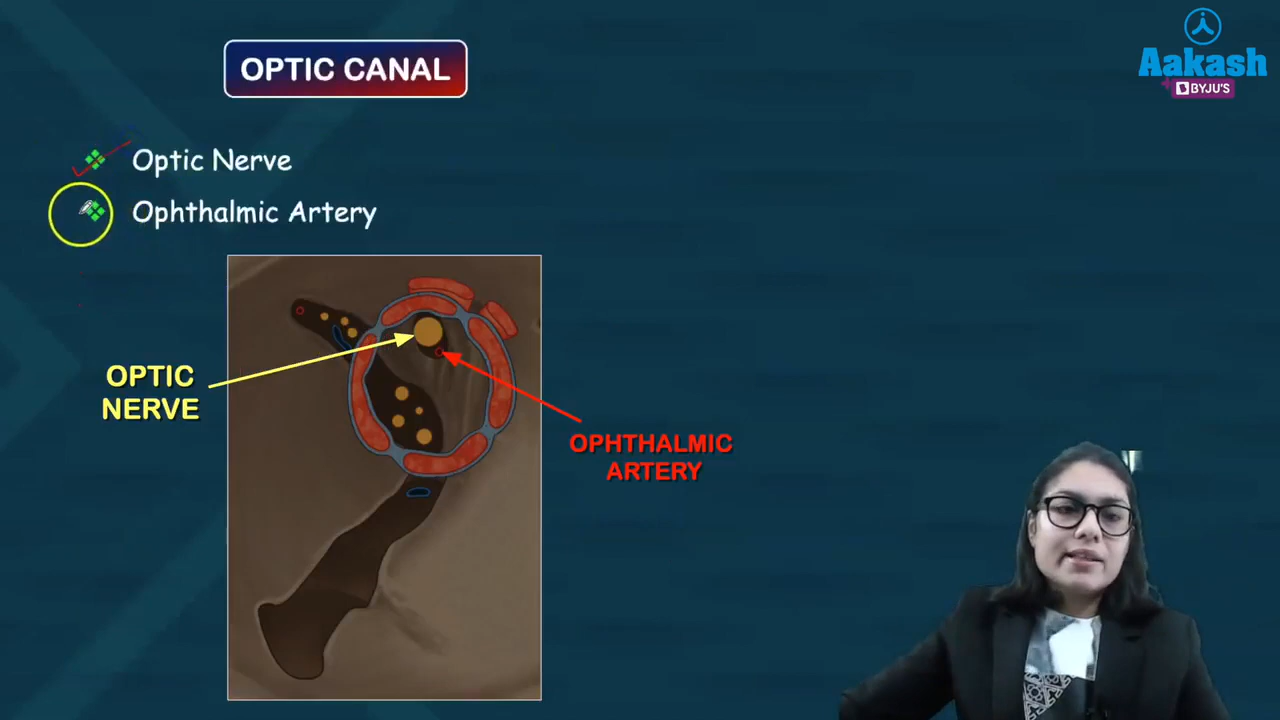 OPTIC CANAL
Aakash
BYJU'S
Optic Nerve
Ophthalmic Artery
OPTIC
NERVE
OPHTHALMIC
ARTERY